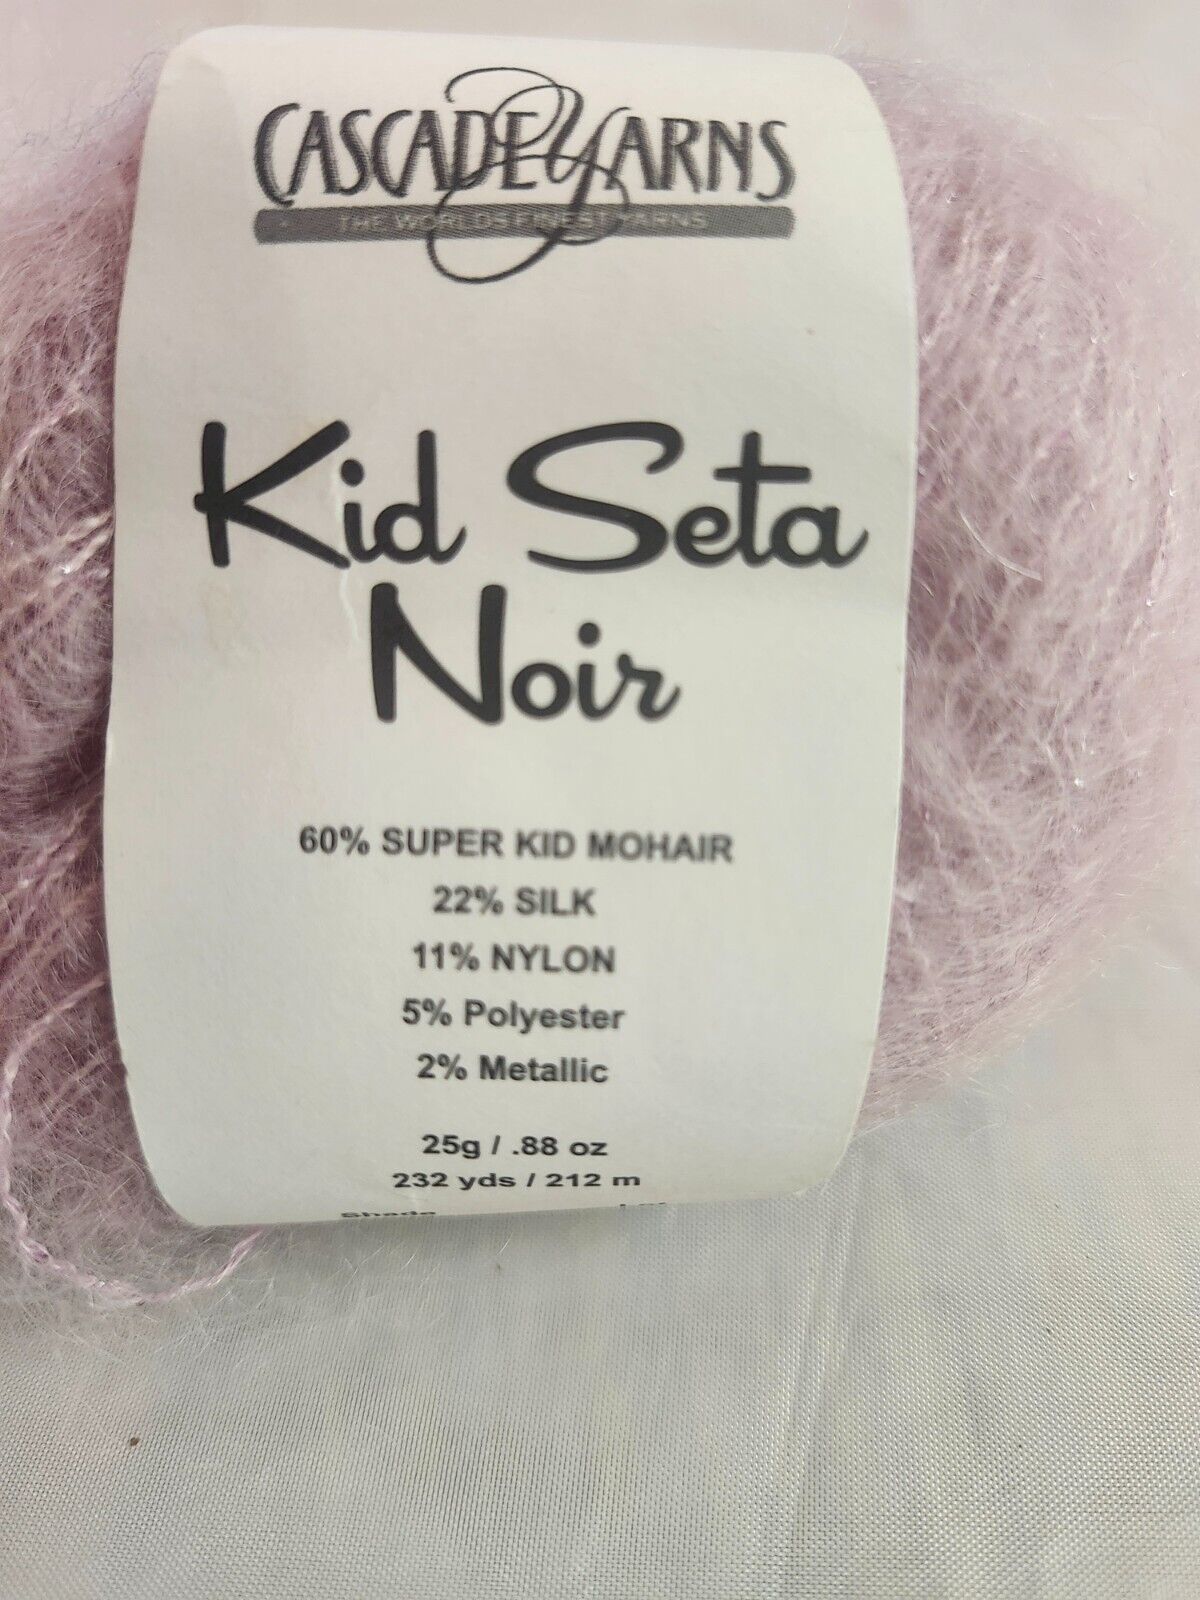 CASCADE YARNS
THE WORLDS FINEST YARNS
Kid Seta
Noir
60% SUPER KID MOHAIR
22% SILK
11% NYLON
5% Polyester
2% Metallic
25g / .88 oz
232 yds / 212 m
Shade